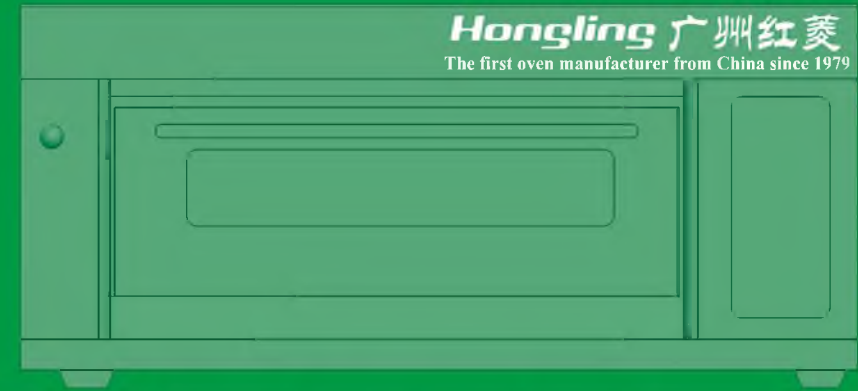 Hongling 广州红菱
The first oven manufacturer from China since 1979